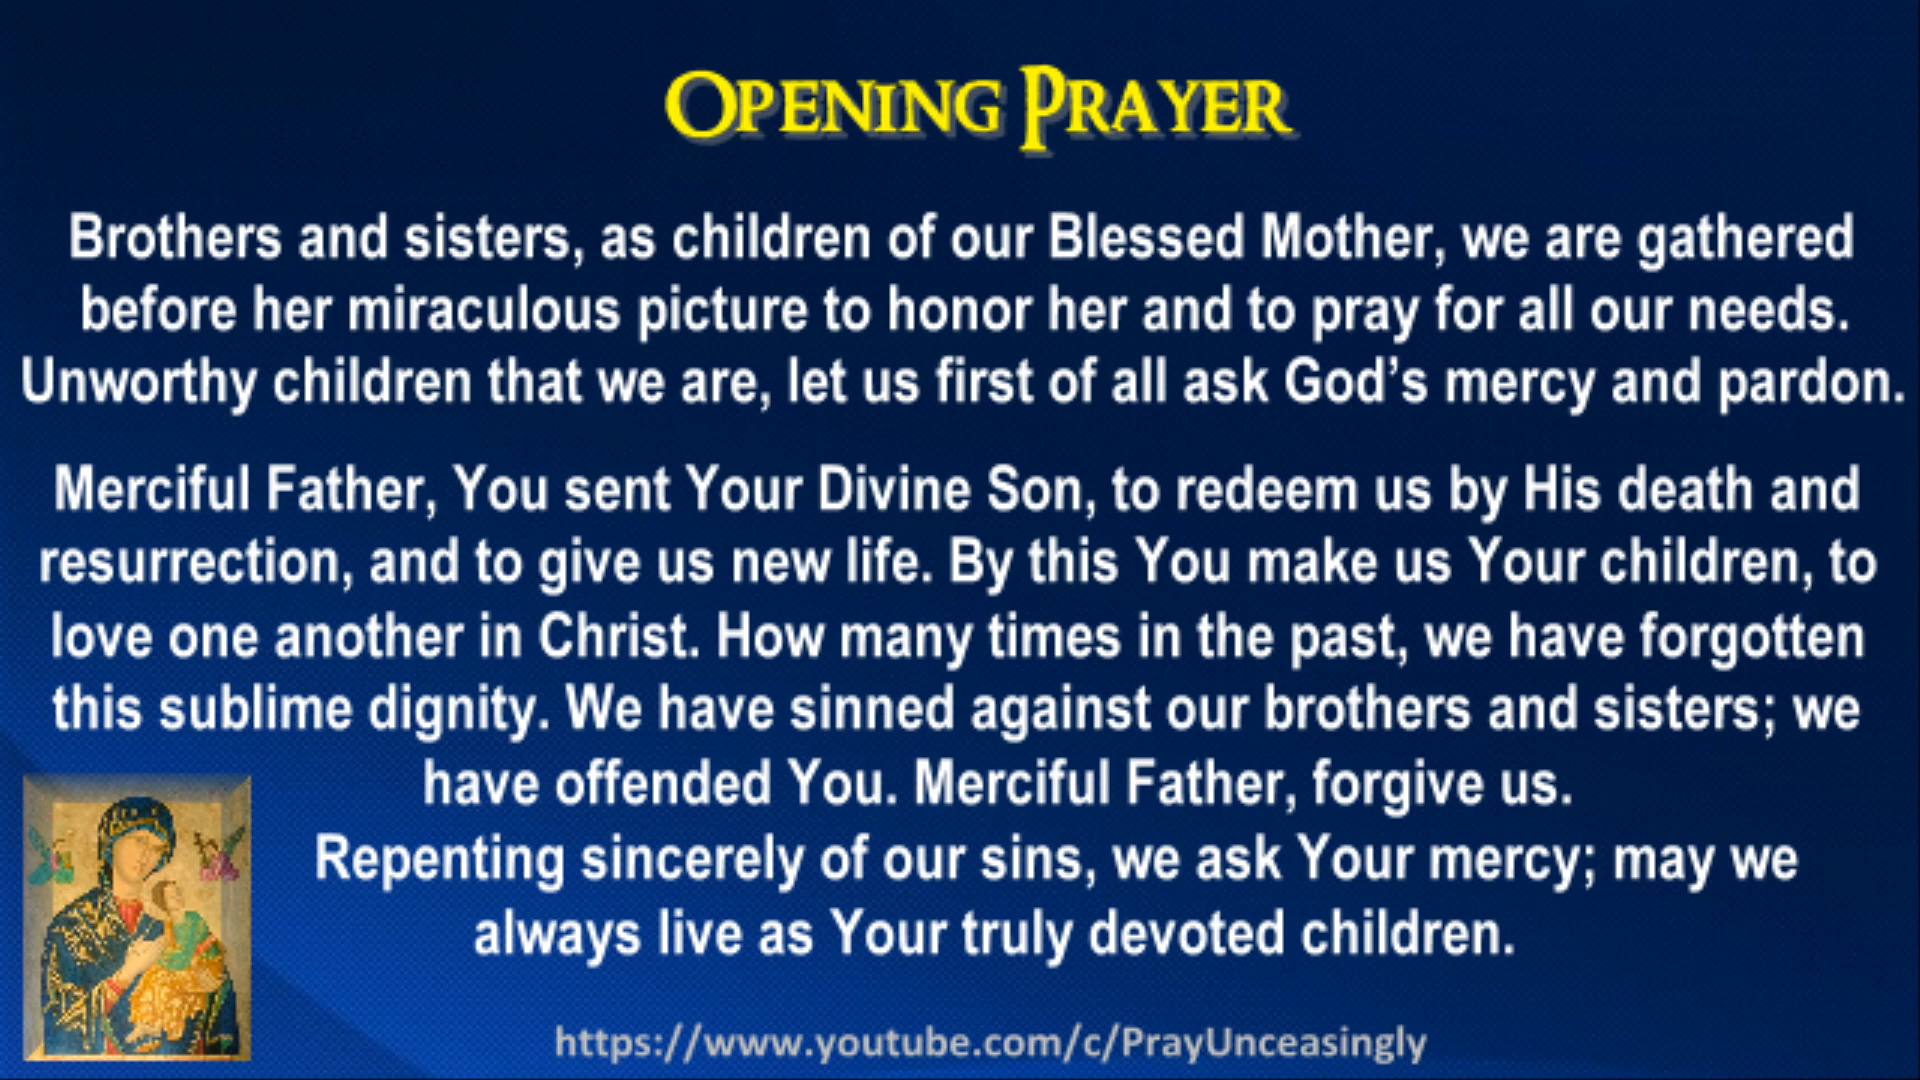 OPENING PRAYER
Brothers and sisters, as children of our Blessed Mother, we are gathered
before her miraculous picture to honor her and to pray for all our needs.
Unworthy children that we are, let us first of all ask God’s mercy and pardon.
Merciful Father, You sent Your Divine Son, to redeem us by His death and
resurrection, and to give us new life. By this You make us Your children, to
love one another in Christ. How many times in the past, we have forgotten
this sublime dignity. We have sinned against our brothers and sisters; we
have offended You. Merciful Father, forgive us.
Repenting sincerely of our sins, we ask Your mercy; may we
always live as Your truly devoted children.
https://www.youtube.com/c/PrayUnceasingly